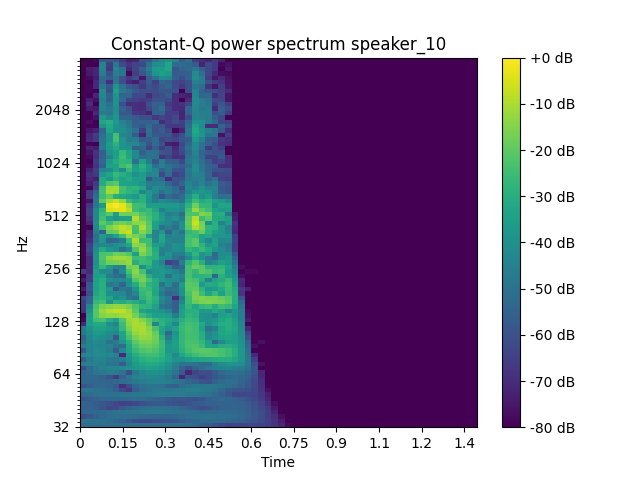 Constant-Q power spectrum speaker_10
+0 dB
-10 dB
-20 dB
-30 dB
-40 dB
-50 dB
-60 dB
-70 dB
-80 dB
Hz
2048
1024
512
256
128
64
32
0 0.15 0.3 0.45 0.6 0.75 0.9 1.1 1.2 1.4
Time